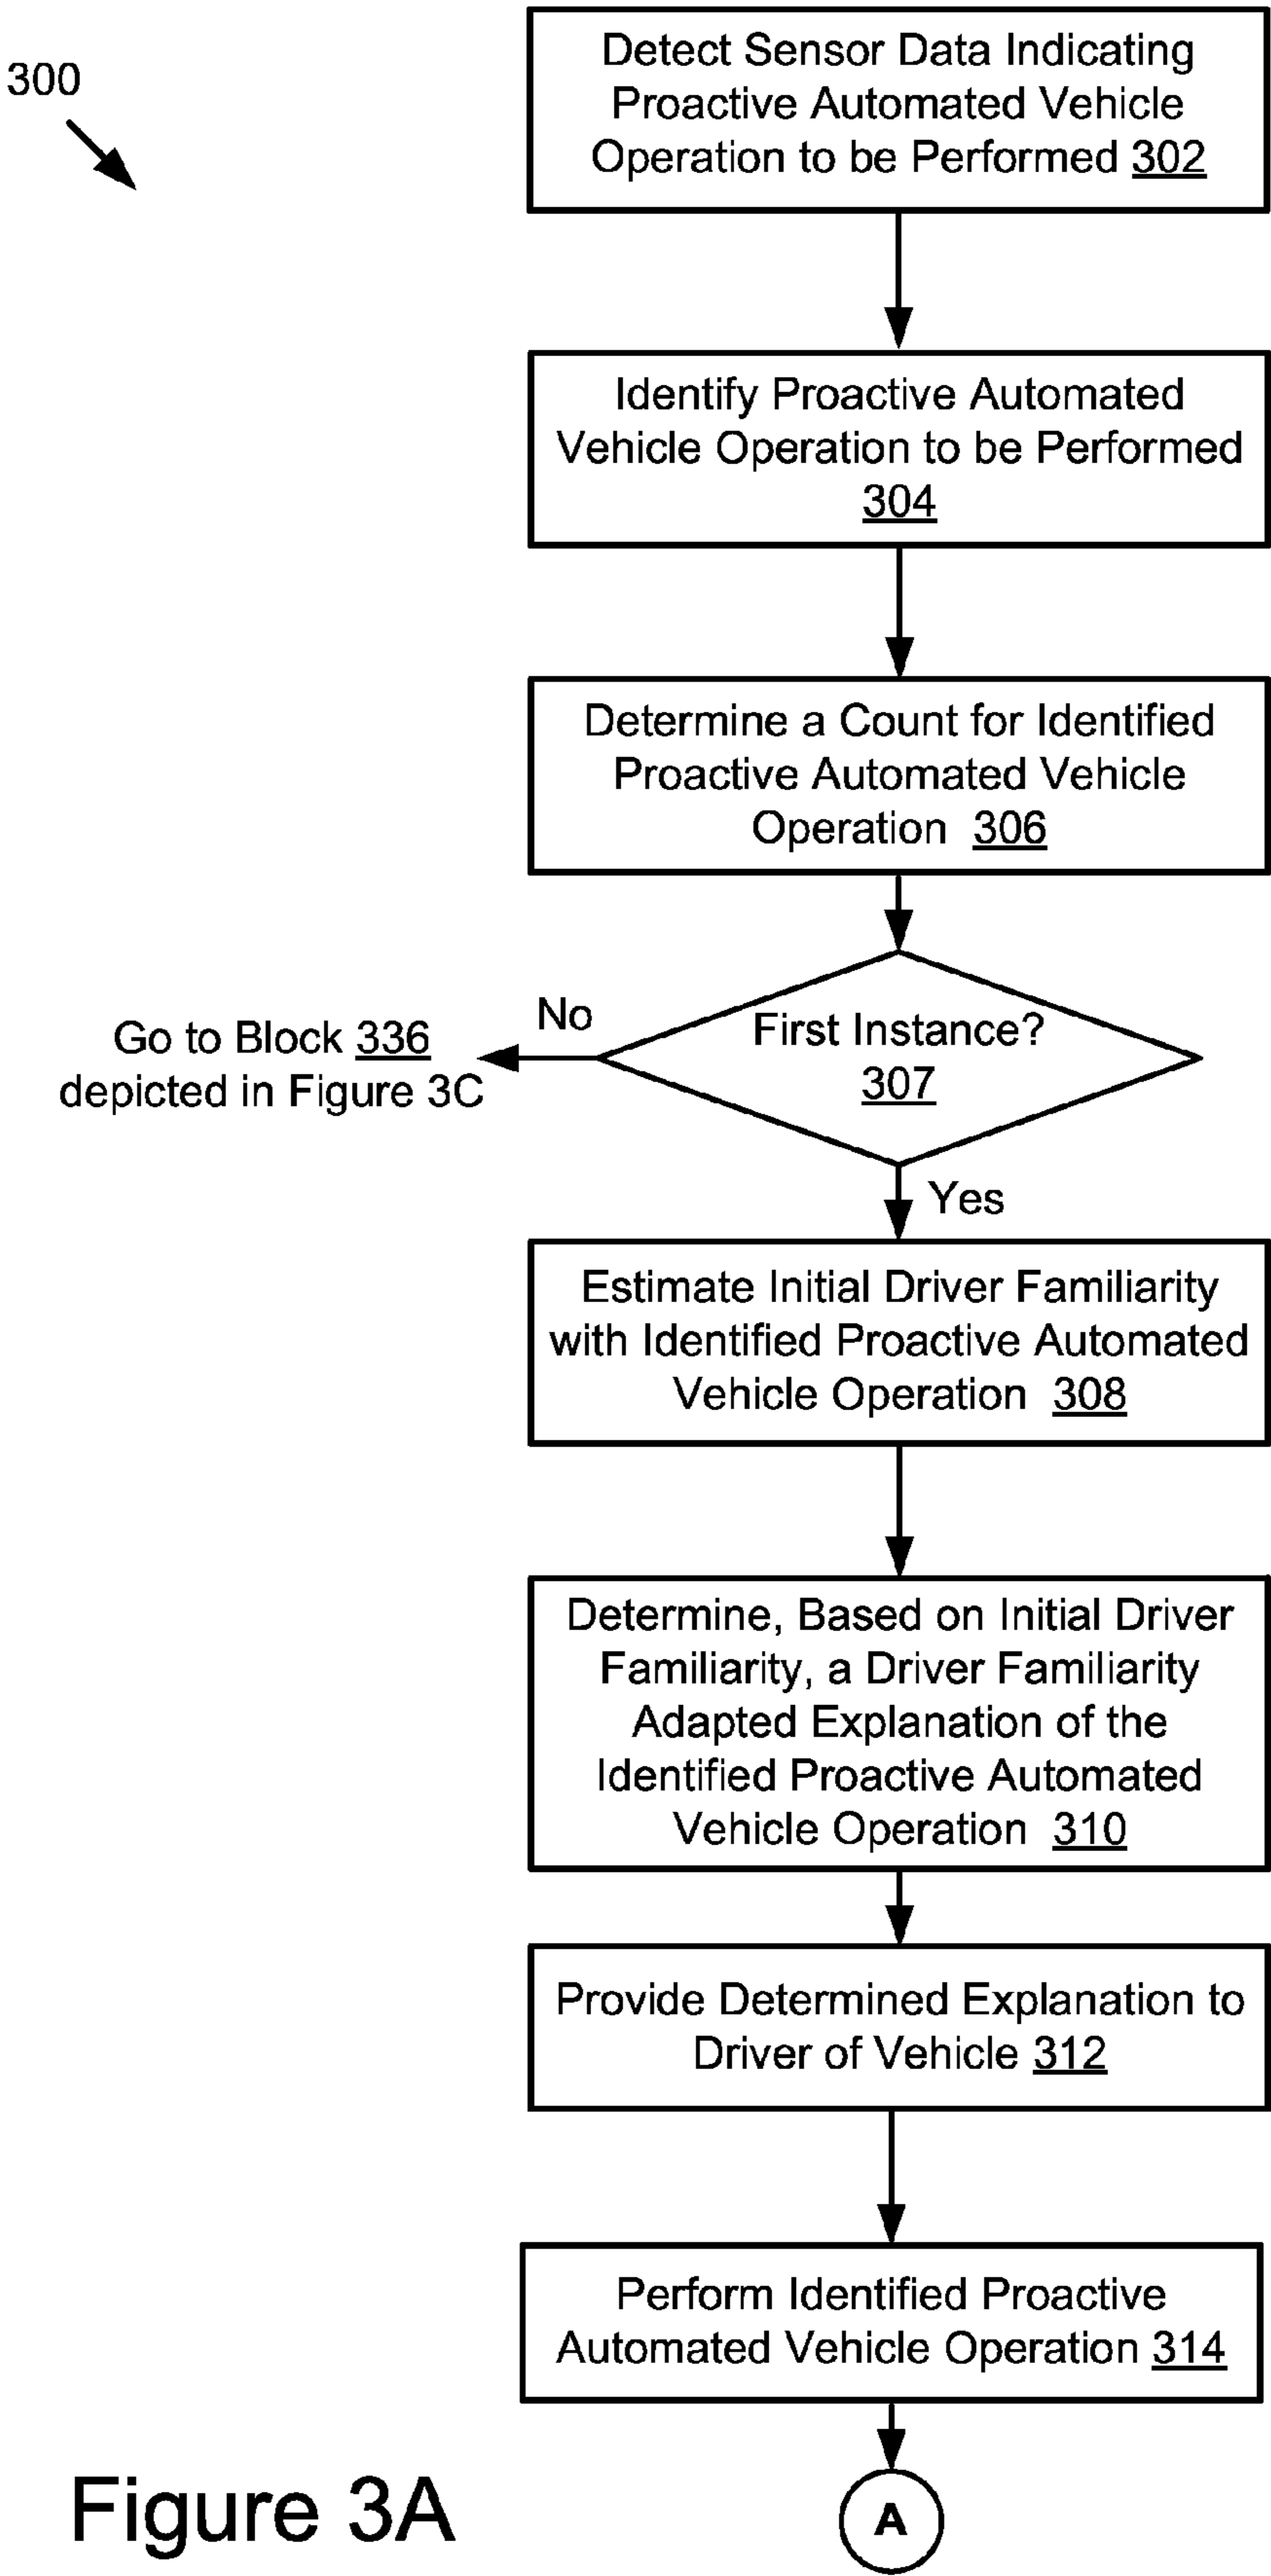 300
Detect Sensor Data Indicating
Proactive Automated Vehicle
Operation to be Performed 302
Identify Proactive Automated
Vehicle Operation to be Performed
304
Determine a Count for Identified
Proactive Automated Vehicle
Operation 306
First Instance?
307
No
Go to Block 336
depicted in Figure 3C
Yes
Estimate Initial Driver Familiarity
with Identified Proactive Automated
Vehicle Operation 308
Determine, Based on Initial Driver
Familiarity, a Driver Familiarity
Adapted Explanation of the
Identified Proactive Automated
Vehicle Operation 310
Provide Determined Explanation to
Driver of Vehicle 312
Perform Identified Proactive
Automated Vehicle Operation 314
A
Figure 3A